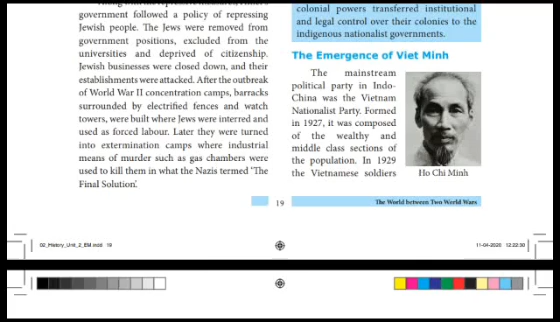 government followed a policy of repressing
Jewish people. The Jews were removed from
government positions, excluded from the
universities and deprived of citizenship.
Jewish businesses were closed down, and their
establishments were attacked. After the outbreak
of World War II concentration camps, barracks
surrounded by electrified fences and watch
towers, were built where Jews were interred and
used as forced labour. Later they were turned
into extermination camps where industrial
means of murder such as gas chambers were
used to kill them in what the Nazis termed ‘The
Final Solution’.
colonial powers transferred institutional
and legal control over their colonies to the
indigenous nationalist governments.
The Emergence of Viet Minh
The mainstream
political party in Indo-
China was the Vietnam
Nationalist Party. Formed
in 1927, it was composed
of the wealthy and
middle class sections of
the population. In 1929
the Vietnamese soldiers
Ho Chi Minh
19
The World between Two World Wars
02_History_Unit_2_EM.indd 19
11-04-2020 12:22:30